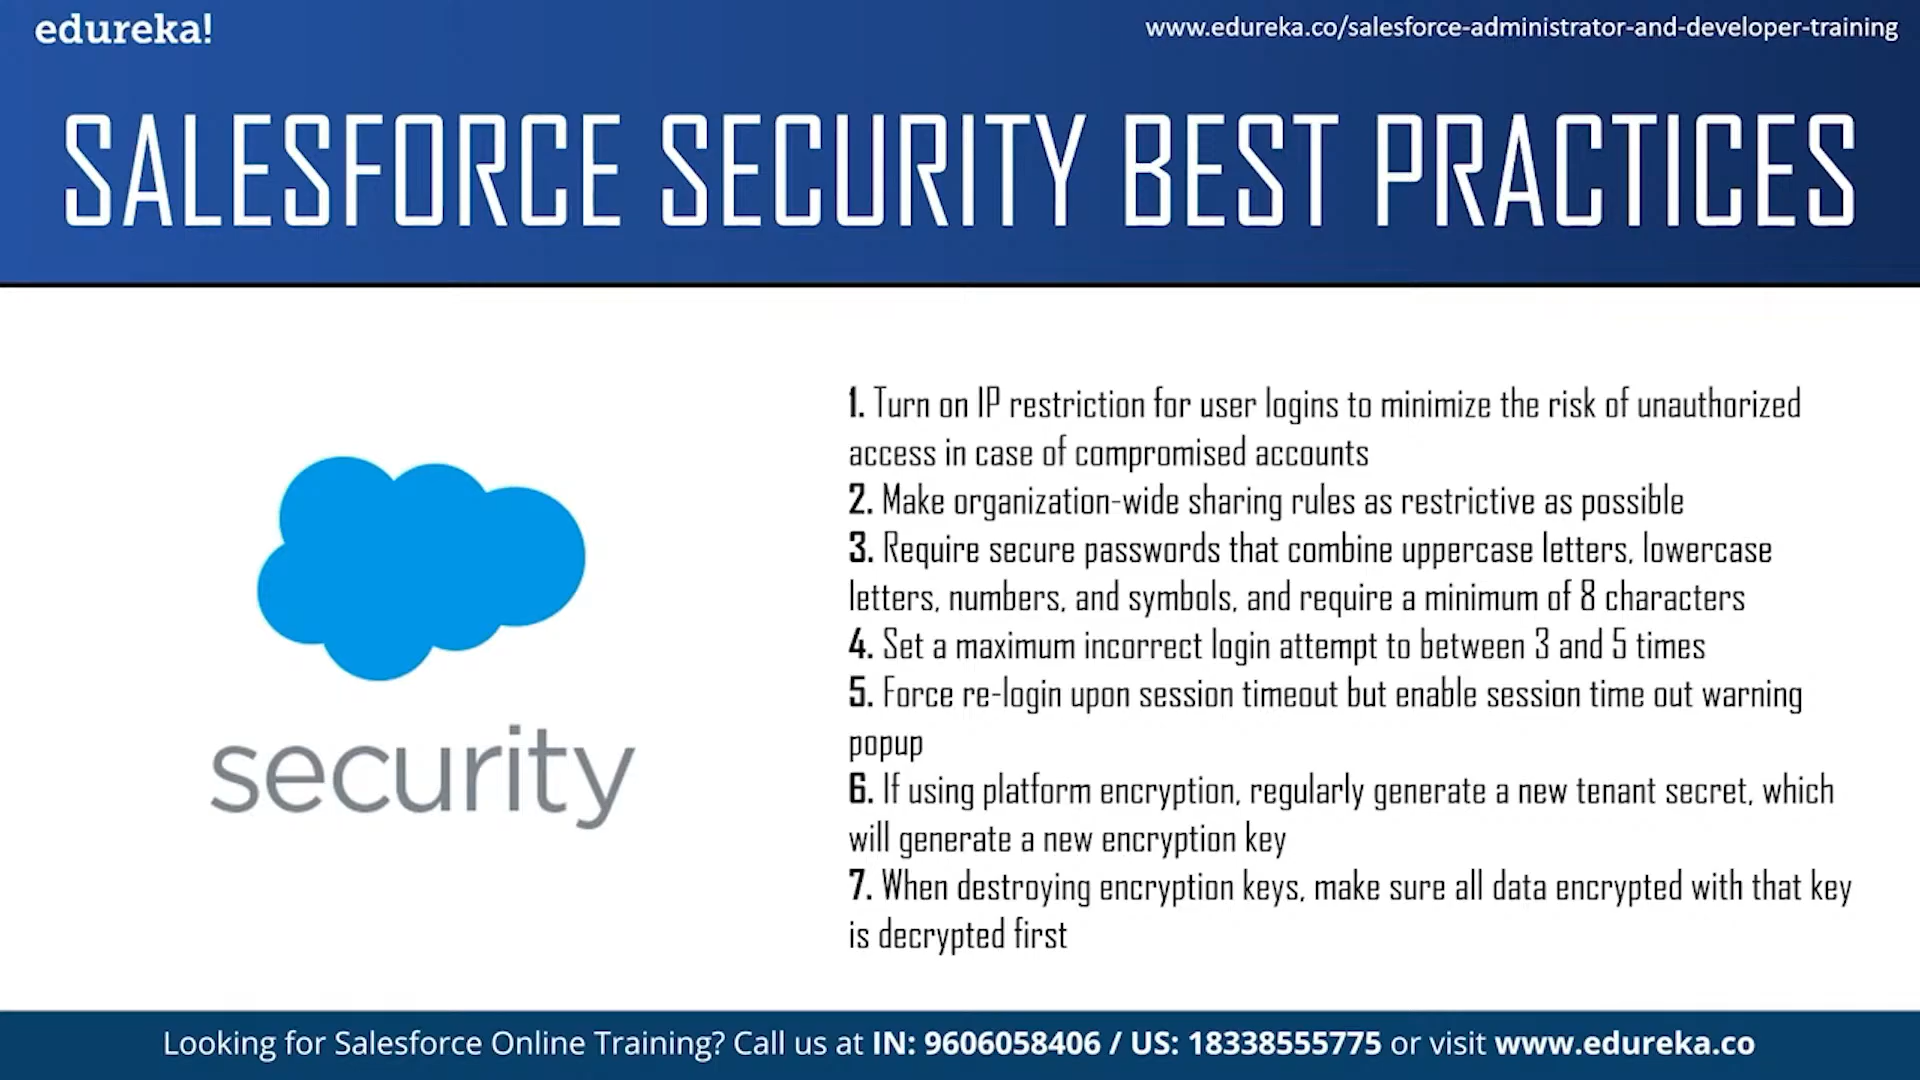 edureka!
www.edureka.co/salesforce-administrator-and-developer-training
SALESFORCE SECURITY BEST PRACTICES
1. Turn on IP restriction for user logins to minimize the risk of unauthorized
access in case of compromised accounts
2. Make organization-wide sharing rules as restrictive as possible
3. Require secure passwords that combine uppercase letters, lowercase
letters, numbers, and symbols, and require a minimum of 8 characters
4. Set a maximum incorrect login attempt to between 3 and 5 times
5. Force re-login upon session timeout but enable session time out warning
popup
6. If using platform encryption, regularly generate a new tenant secret, which
will generate a new encryption key
7. When destroying encryption keys, make sure all data encrypted with that key
is decrypted first
security
Looking for Salesforce Online Training? Call us at IN: 9606058406 / US: 18338555775 or visit www.edureka.co